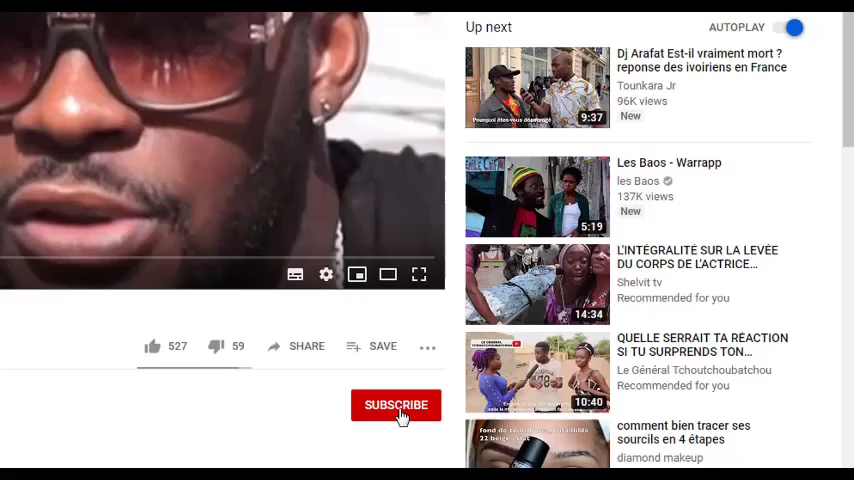 Up next
AUTOPLAY
Dj Arafat Est-il vraiment mort ?
reponse des ivoiriens en France
Tounkara Jr
96K views
New
9:37
Les Baos - Warrapp
les Baos
137K views
New
5:19
L'INTÉGRALITÉ SUR LA LEVÉE
DU CORPS DE L'ACTRICE...
Shelvit tv
Recommended for you
14:34
527
59
SHARE
SAVE
QUELLE SERRAIT TA RÉACTION
SI TU SURPRENDS TON...
Le Général Tchoutchoubatchou
Recommended for you
10:40
SUBSCRIBE
comment bien tracer ses
sourcils en 4 étapes
diamond makeup